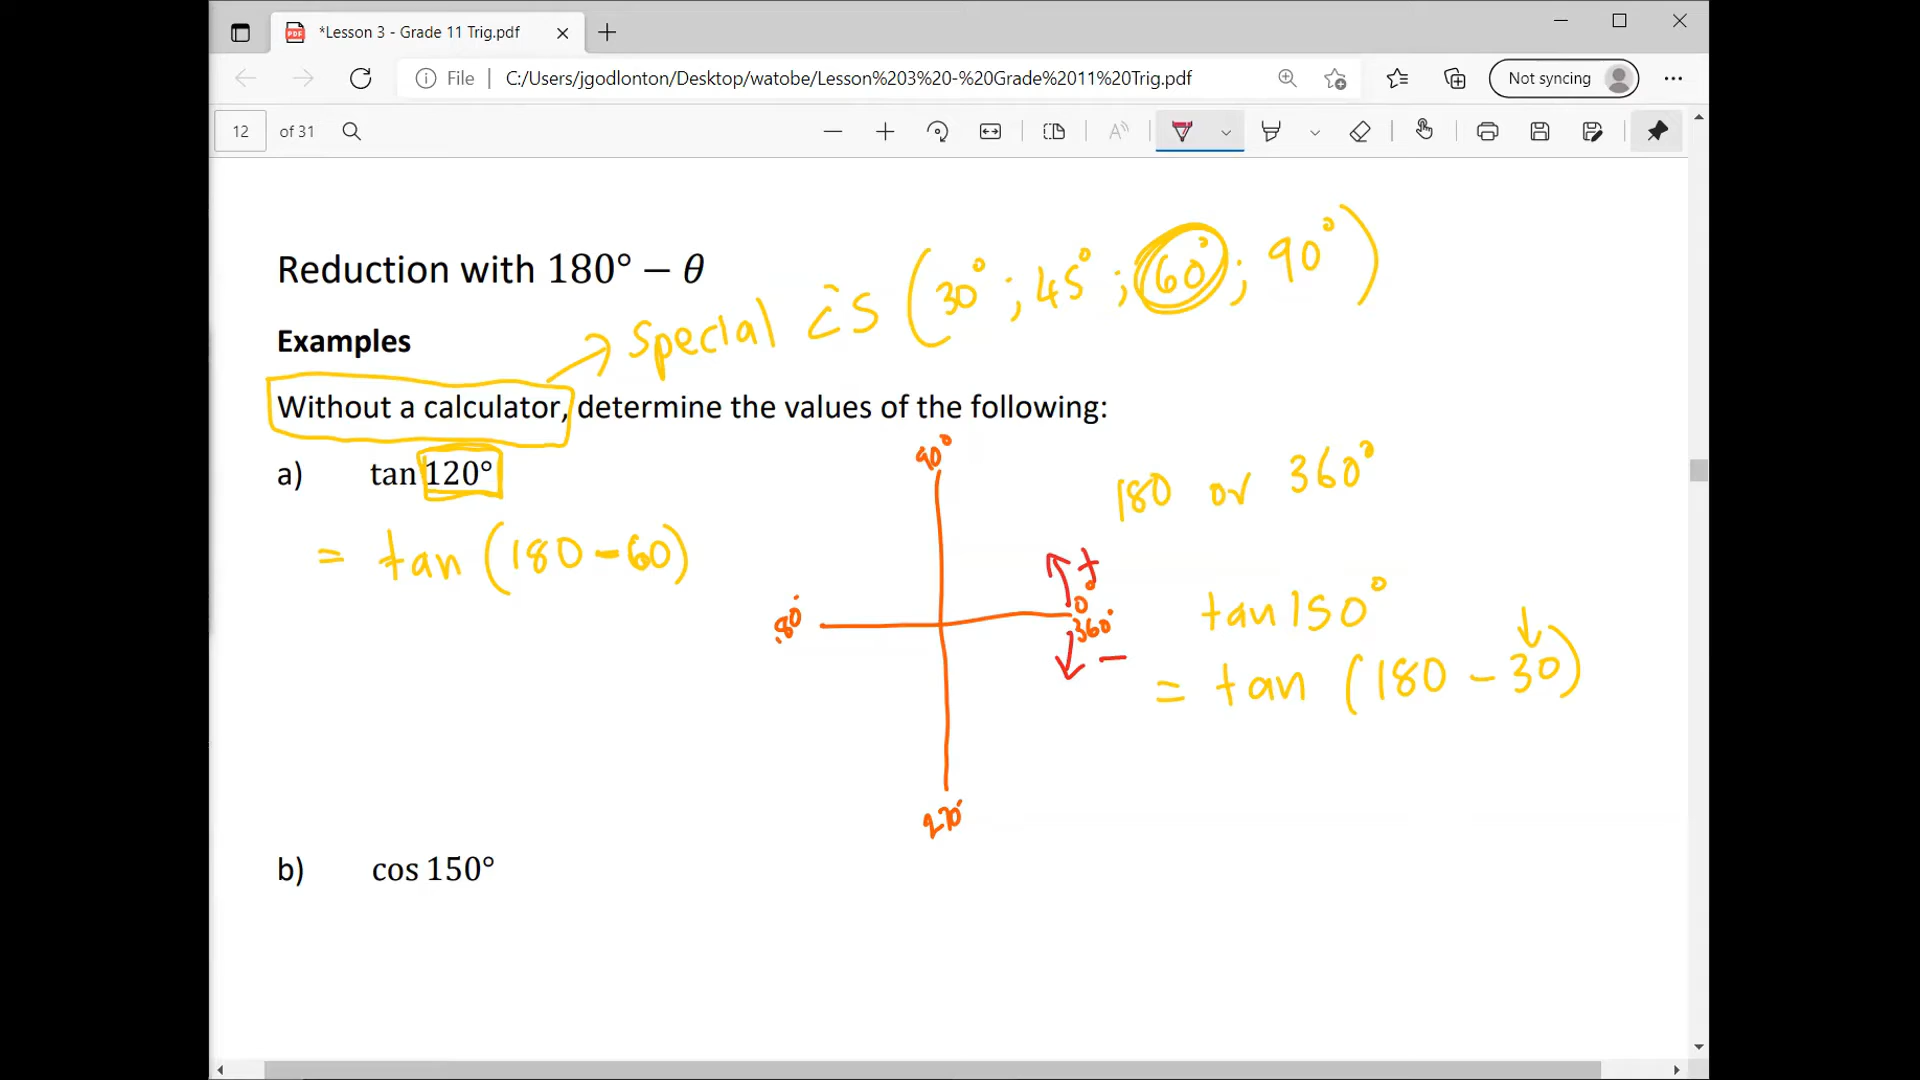 *Lesson 3 - Grade 11 Trig.pdf
File C:/Users/jgodlonton/Desktop/watobe/Lesson%203%20-%20Grade%2011%20Trig.pdf Not syncing
12 of 31
Reduction with 180° − θ
Special ∠s (30°; 45°; 60°; 90°)
Examples
Without a calculator, determine the values of the following:
a) tan 120°
= tan (180 − 60)
90°
180 or 360°
+
0°
360°
−
270°
tan 150°
= tan (180 − 30)
b) cos 150°